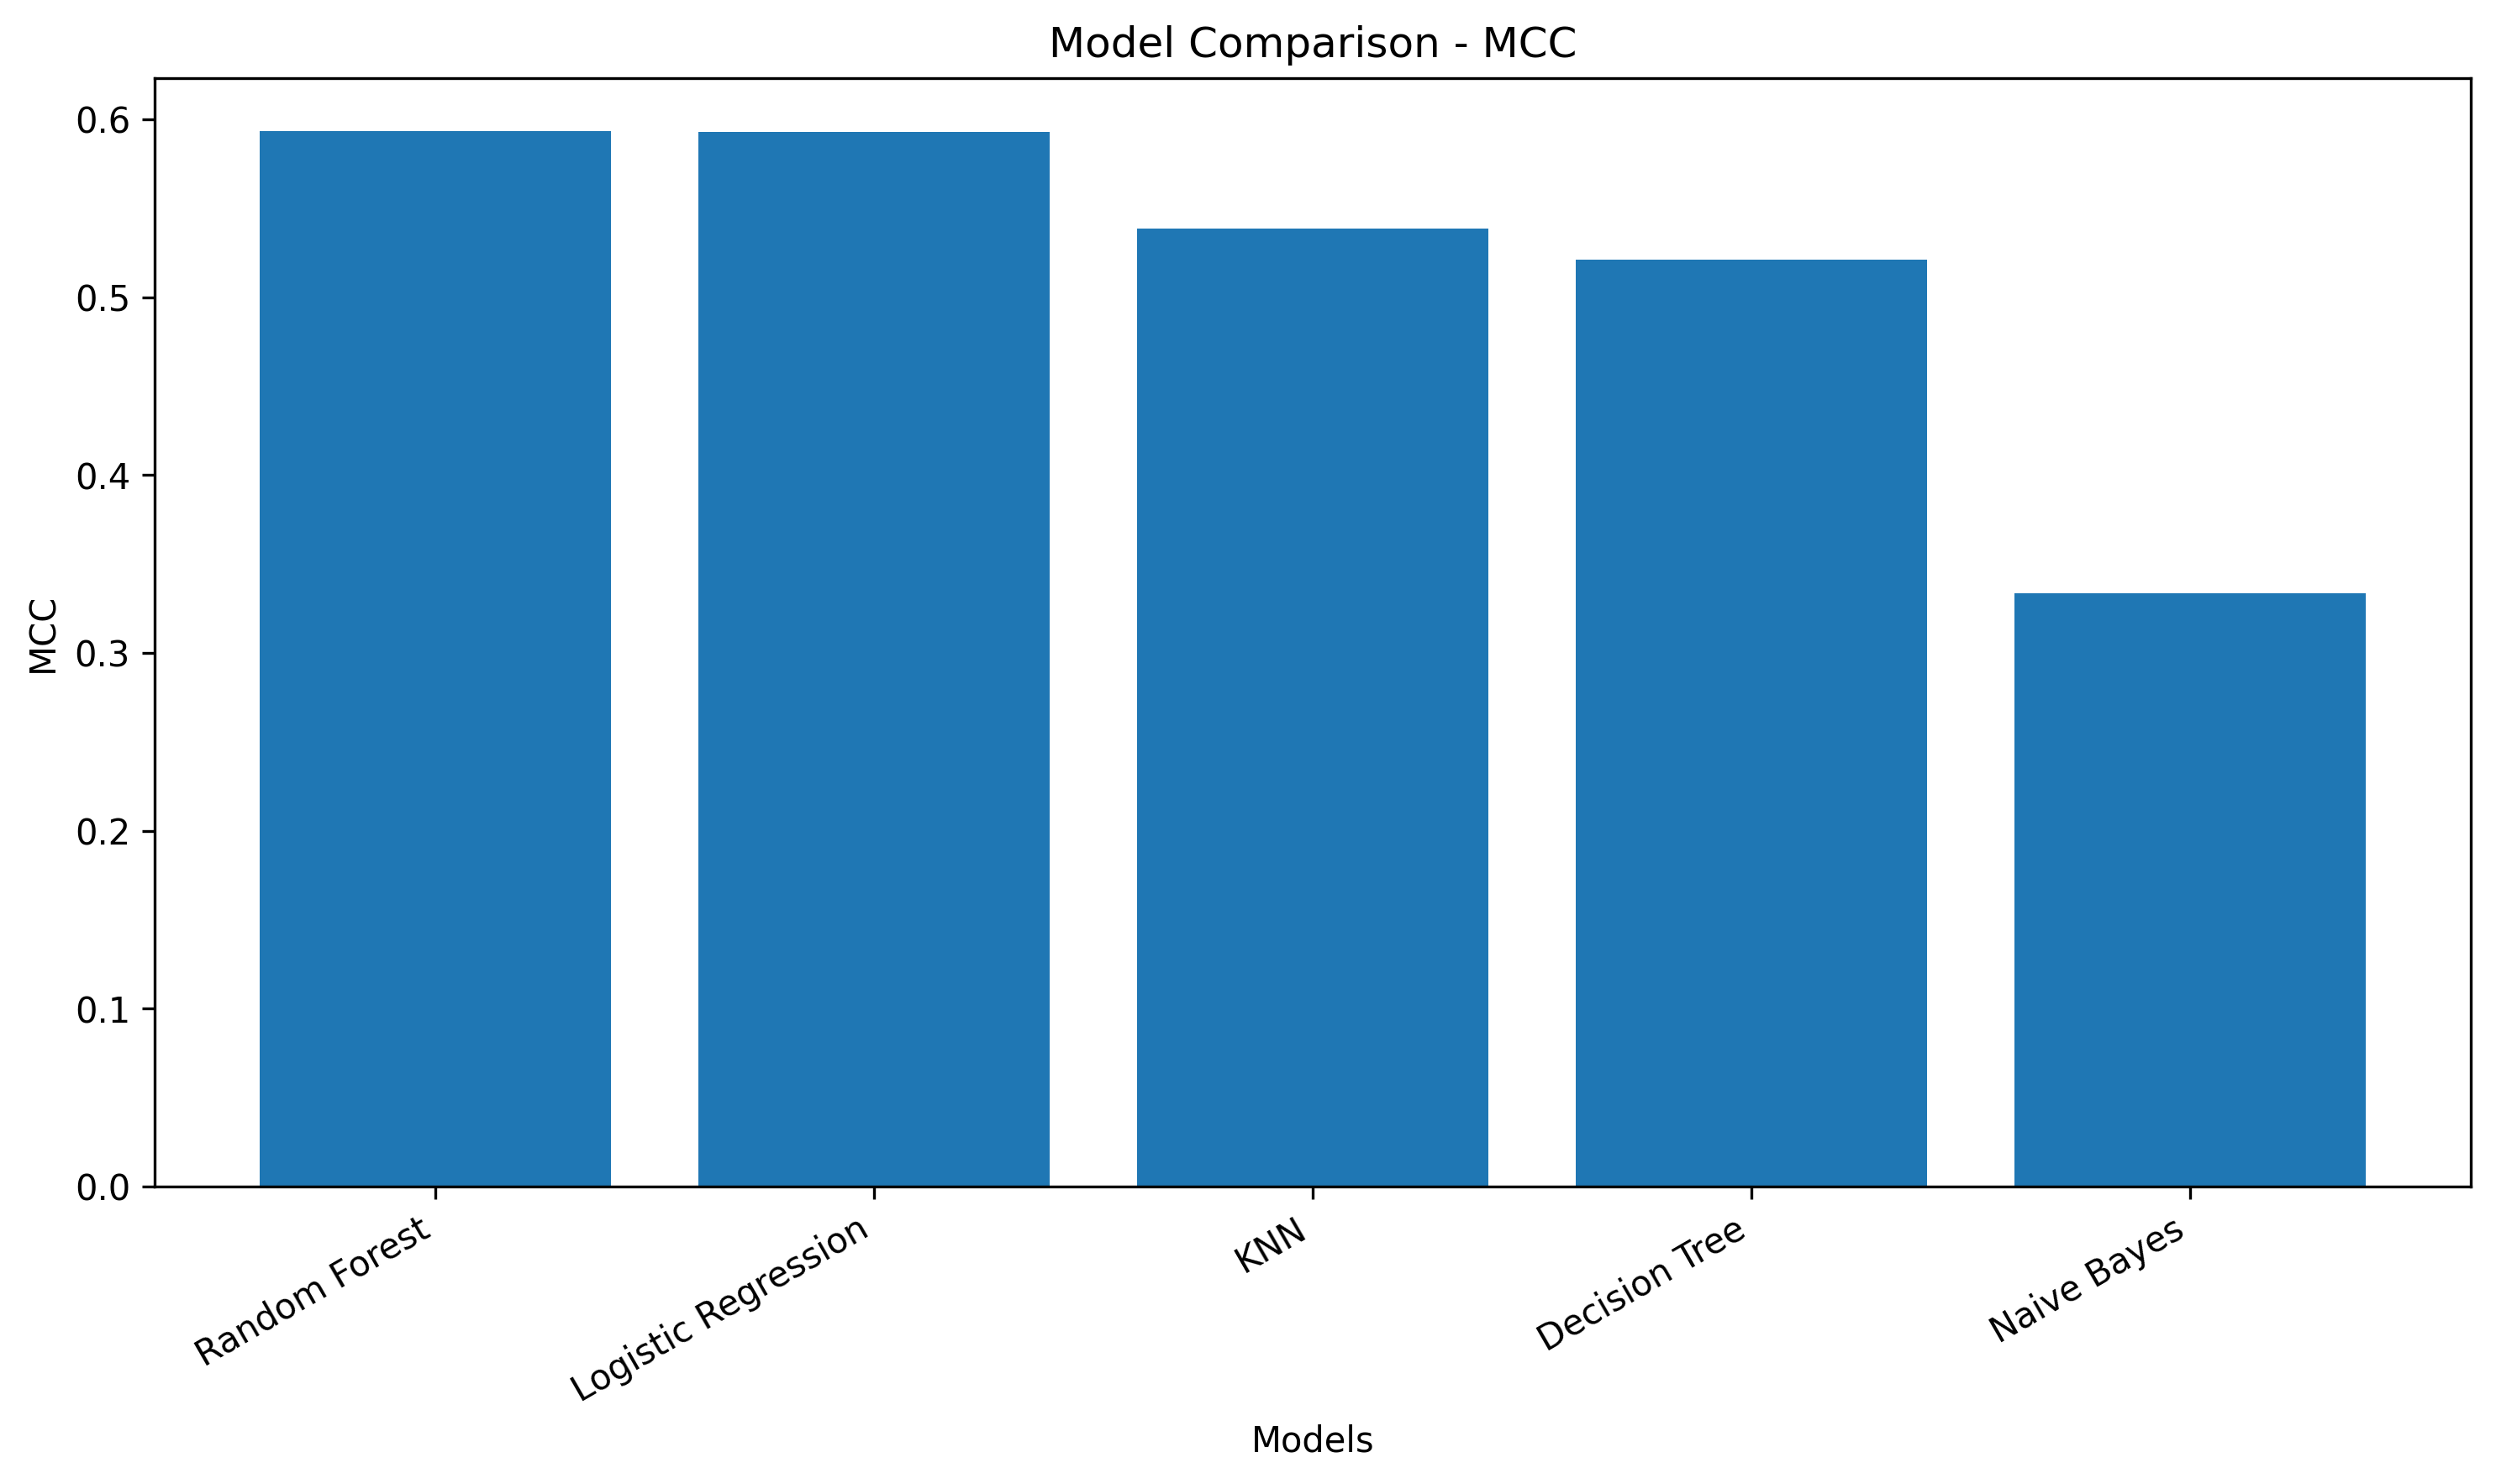 Model Comparison - MCC
MCC
0.6
0.5
0.4
0.3
0.2
0.1
0.0
Random Forest
Logistic Regression
KNN
Decision Tree
Naive Bayes
Models